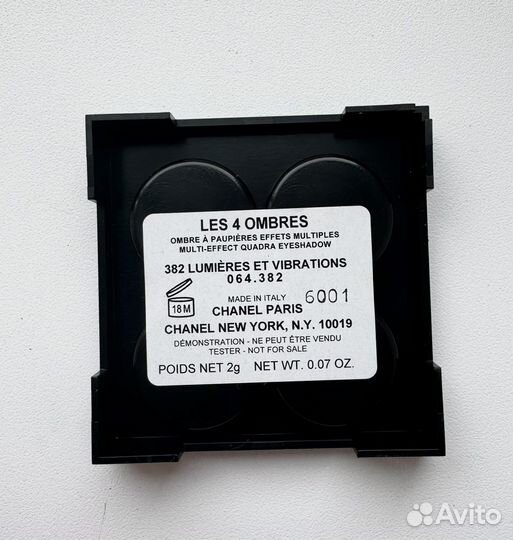 LES 4 OMBRES
OMBRE À PAUPIÈRES EFFETS MULTIPLES
MULTI-EFFECT QUADRA EYESHADOW
382 LUMIÈRES ET VIBRATIONS
064.382
18 M
MADE IN ITALY 6001
CHANEL PARIS
CHANEL NEW YORK, N.Y. 10019
DÉMONSTRATION - NE PEUT ÊTRE VENDU
TESTER - NOT FOR SALE
POIDS NET 2g NET WT. 0.07 OZ.
Avito